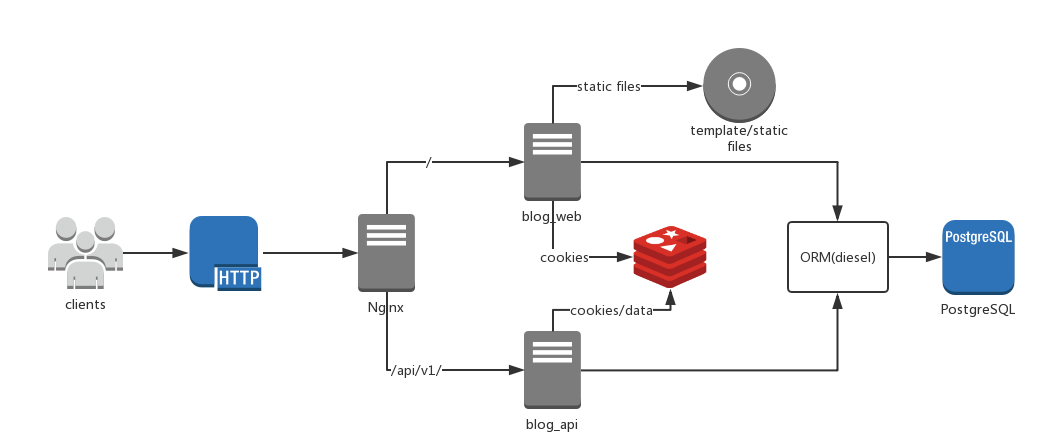 static files
template/static
files
/
blog_web
clients
HTTP
Nginx
cookies
ORM(diesel)
PostgreSQL
PostgreSQL
cookies/data
/api/v1/
blog_api